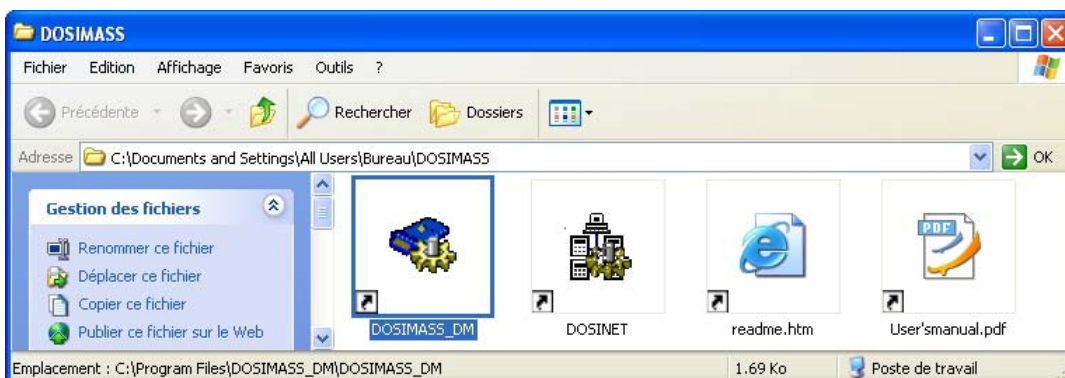 DOSIMASS
Fichier Edition Affichage Favoris Outils ?
Précédente Rechercher Dossiers
Adresse C:\Documents and Settings\All Users\Bureau\DOSIMASS OK
Gestion des fichiers
Renommer ce fichier
Déplacer ce fichier
Copier ce fichier
Publier ce fichier sur le Web
PDF
DOSIMASS_DM DOSINET readme.htm User'smanual.pdf
Emplacement : C:\Program Files\DOSIMASS_DM\DOSIMASS_DM 1.69 Ko Poste de travail